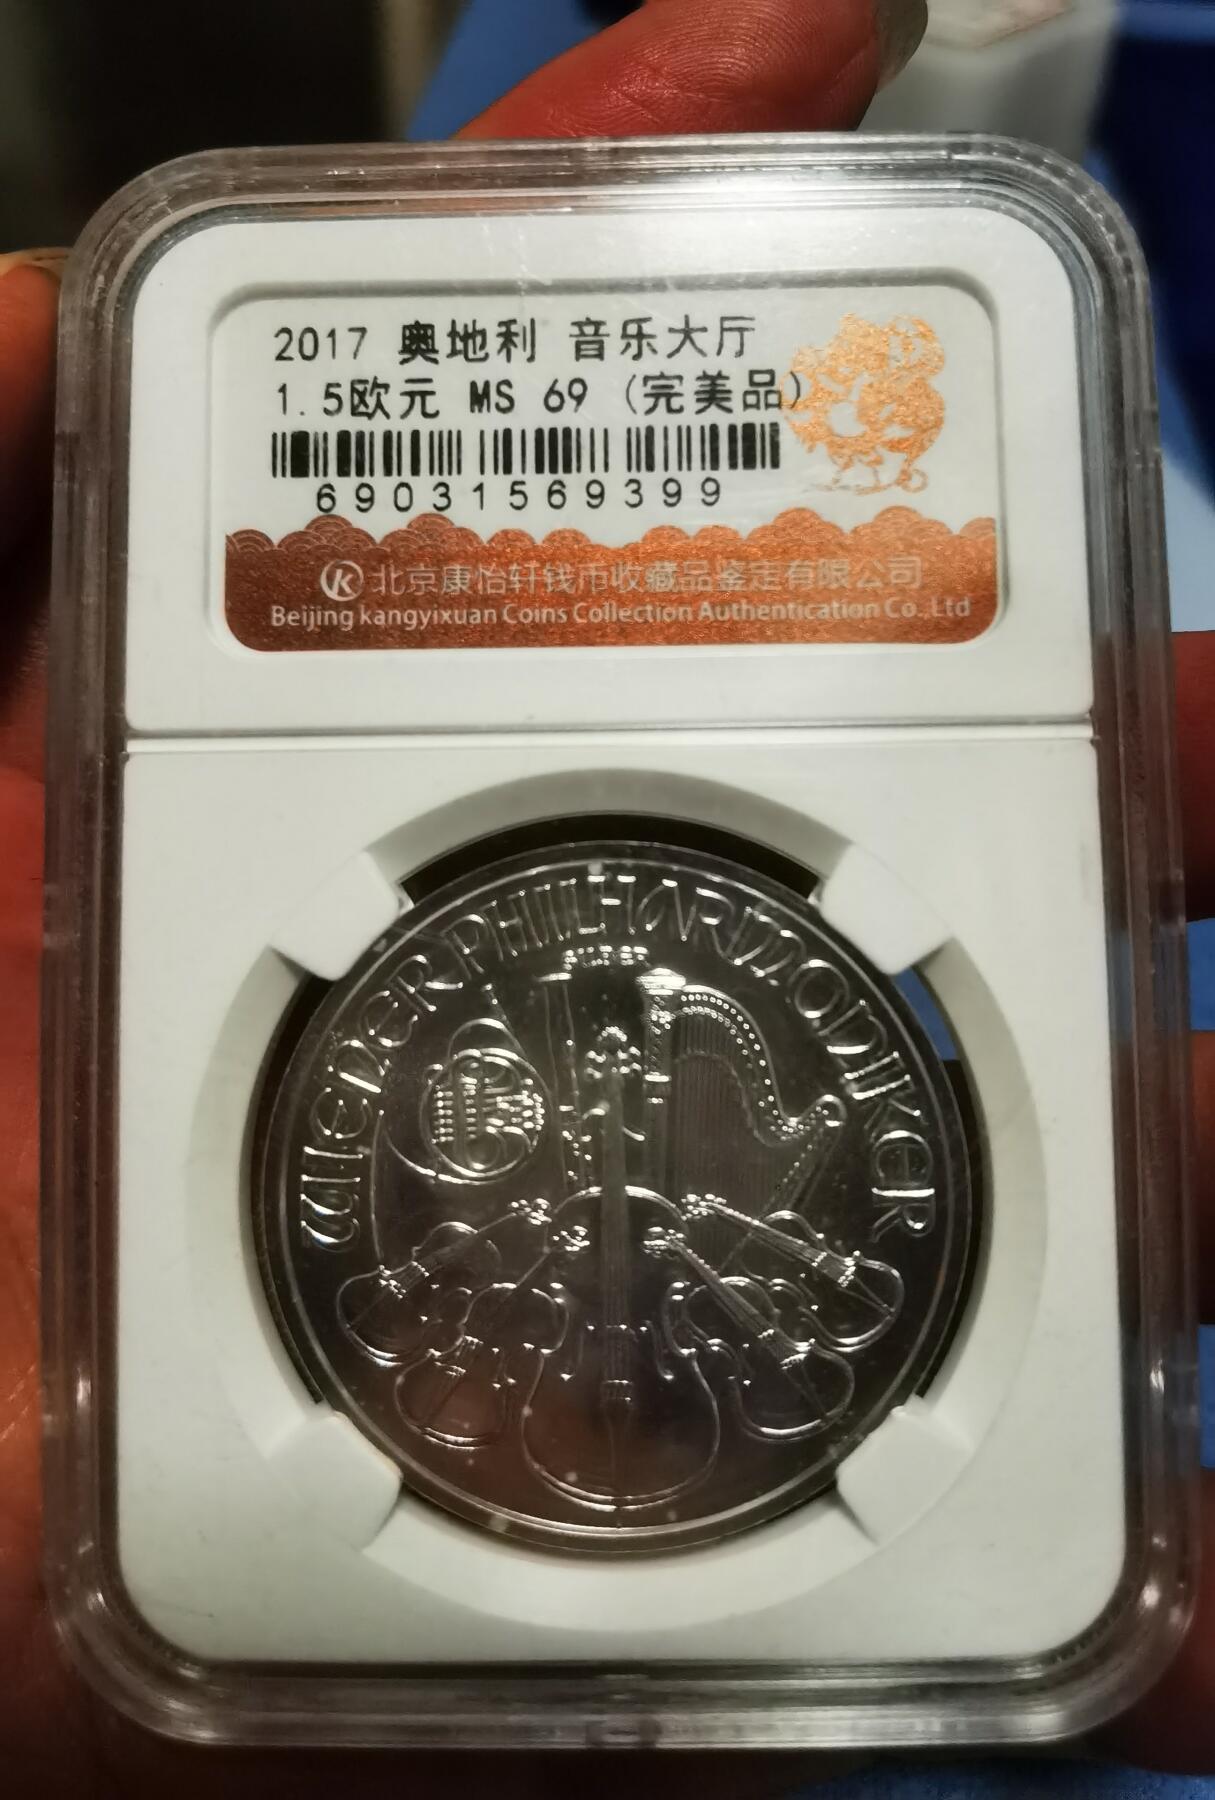 2017 奥地利 音乐大厅
1.5欧元 MS 69 (完美品)
69031569399
K 北京康怡轩钱币收藏品鉴定有限公司
Beijing kangyixuan Coins Collection Authentication Co.,Ltd
WIENER PHILHARMONIKER
SILBER